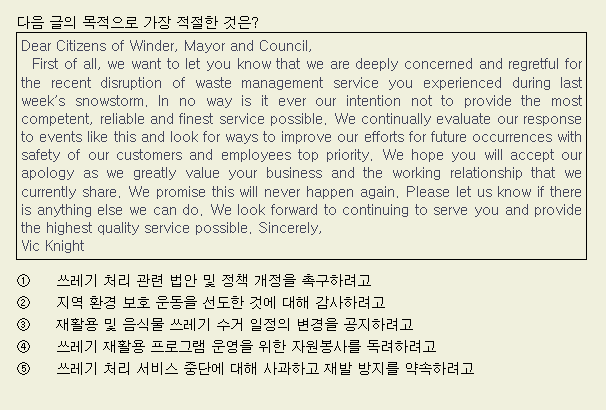 다음 글의 목적으로 가장 적절한 것은?
Dear Citizens of Winder, Mayor and Council,
First of all, we want to let you know that we are deeply concerned and regretful for
the recent disruption of waste management service you experienced during last
week's snowstorm. In no way is it ever our intention not to provide the most
competent, reliable and finest service possible. We continually evaluate our response
to events like this and look for ways to improve our efforts for future occurrences with
safety of our customers and employees top priority. We hope you will accept our
apology as we greatly value your business and the working relationship that we
currently share. We promise this will never happen again. Please let us know if there
is anything else we can do. We look forward to continuing to serve you and provide
the highest quality service possible. Sincerely,
Vic Knight
① 쓰레기 처리 관련 법안 및 정책 개정을 촉구하려고
② 지역 환경 보호 운동을 선도한 것에 대해 감사하려고
③ 재활용 및 음식물 쓰레기 수거 일정의 변경을 공지하려고
④ 쓰레기 재활용 프로그램 운영을 위한 자원봉사를 독려하려고
⑤ 쓰레기 처리 서비스 중단에 대해 사과하고 재발 방지를 약속하려고